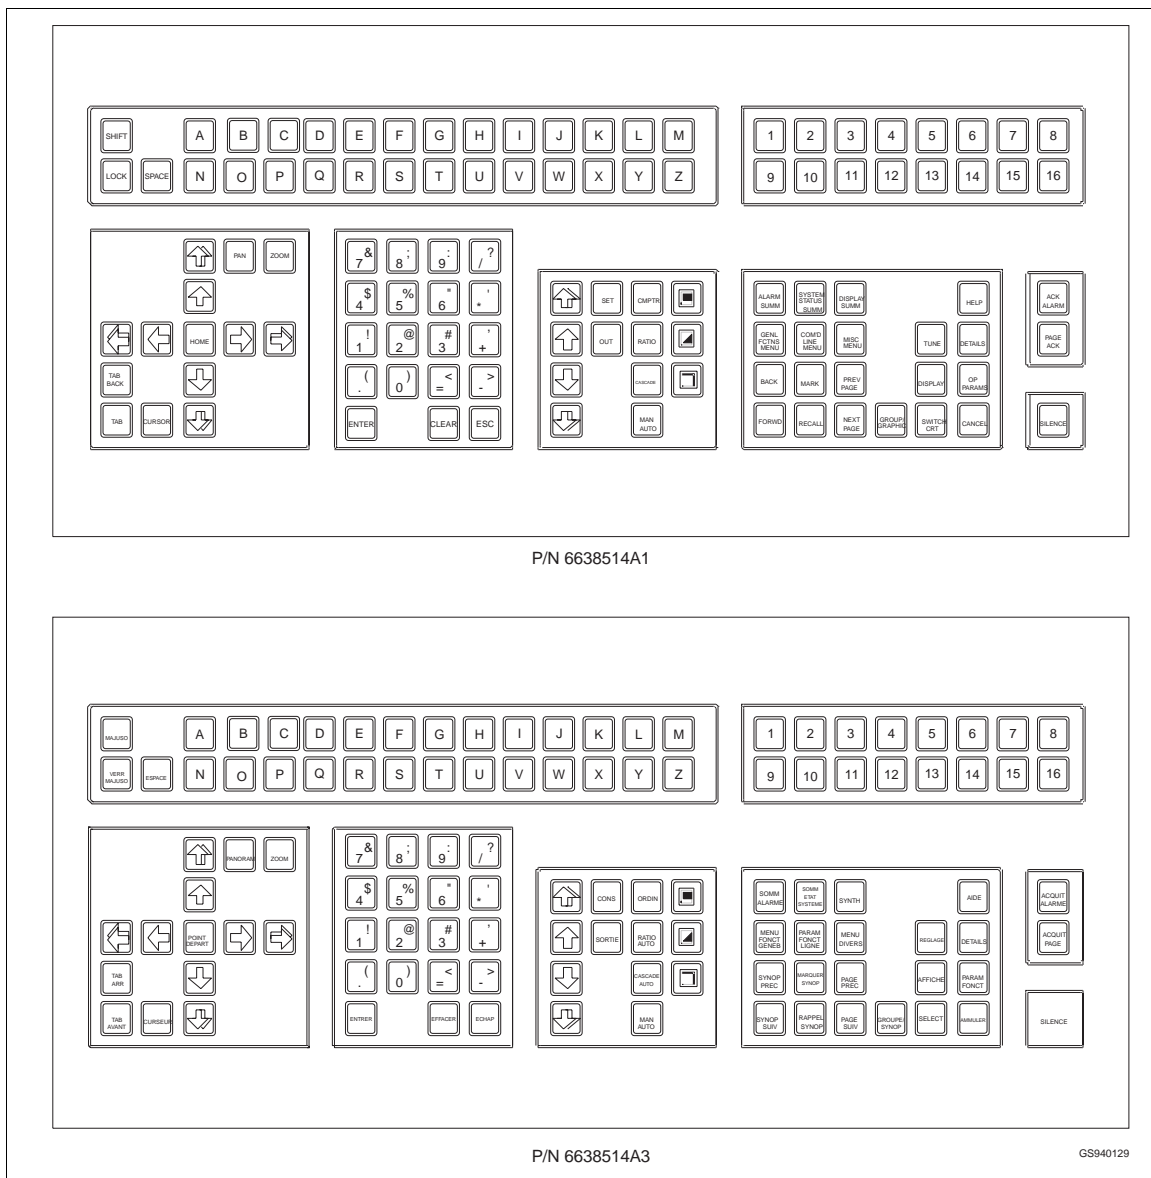 SHIFT A B C D E F G H I J K L M 1 2 3 4 5 6 7 8
LOCK SPACE N O P Q R S T U V W X Y Z 9 10 11 12 13 14 15 16
PAN ZOOM
HOME
TAB BACK
TAB CURSOR
7 & 8 ; 9 : / ?
4 $ 5 % 6 " * '
1 ! 2 @ 3 # + '
. ( 0 ) = < - >
ENTER CLEAR ESC
SET CMPTR
OUT RATIO
CASCADE
MAN AUTO
ALARM SUMM SYSTEM STATUS SUMM DISPLAY SUMM HELP
GENL FCTNS MENU COM'D LINE MENU MISC MENU TUNE DETAILS
BACK MARK PREV PAGE DISPLAY OP PARAMS
FORWD RECALL NEXT PAGE GROUP/ GRAPHIC SWITCH CRT CANCEL
ACK ALARM
PAGE ACK
SILENCE
P/N 6638514A1
MAJUSO A B C D E F G H I J K L M 1 2 3 4 5 6 7 8
VERR MAJUSO ESPACE N O P Q R S T U V W X Y Z 9 10 11 12 13 14 15 16
PANORAM ZOOM
POINT DEPART
TAB ARR
TAB AVANT CURSEUR
7 & 8 ; 9 : / ?
4 $ 5 % 6 " * '
1 ! 2 @ 3 # + '
. ( 0 ) = < - >
ENTRER EFFACER ECHAP
CONS ORDIN
SORTIE RATIO AUTO
CASCADE AUTO
MAN AUTO
SOMM ALARME SOMM ETAT SYSTEME SYNTH AIDE
MENU FONCT GENEB PARAM FONCT LIGNE MENU DIVERS REGLAGE DETAILS
SYNOP PREC MARQUER SYNOP PAGE PREC AFFICHE PARAM FONCT
SYNOP SUIV RAPPEL SYNOP PAGE SUIV GROUPE/ SYNOP SELECT AMMULER
ACQUIT ALARME
ACQUIT PAGE
SILENCE
P/N 6638514A3
GS940129